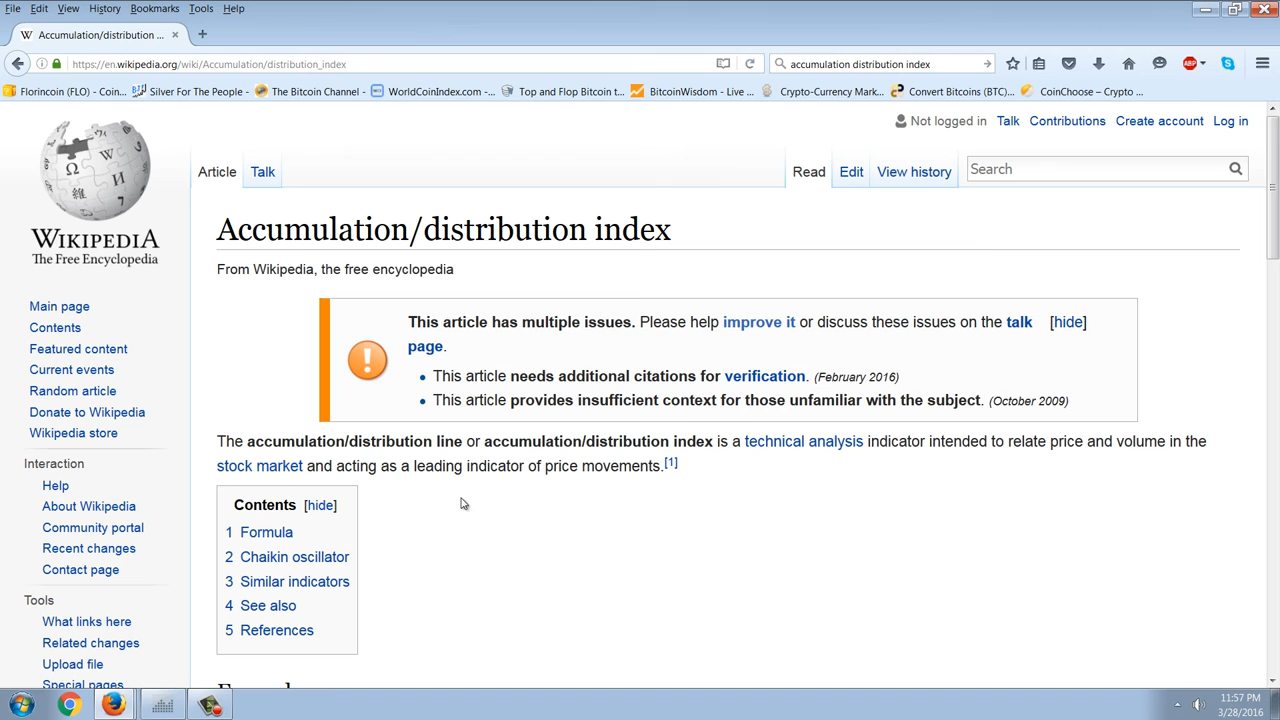 File Edit View History Bookmarks Tools Help
W Accumulation/distribution ... × +
https://en.wikipedia.org/wiki/Accumulation/distribution_index
accumulation distribution index
ABP
Florincoin (FLO) - Coin... Silver For The People - ... The Bitcoin Channel - ... WorldCoinIndex.com -... Top and Flop Bitcoin t... BitcoinWisdom - Live ... Crypto-Currency Mark... Convert Bitcoins (BTC)... CoinChoose – Crypto ...
Not logged in Talk Contributions Create account Log in
Article Talk Read Edit View history Search
WIKIPEDIA
The Free Encyclopedia
Main page
Contents
Featured content
Current events
Random article
Donate to Wikipedia
Wikipedia store
Interaction
Help
About Wikipedia
Community portal
Recent changes
Contact page
Tools
What links here
Related changes
Upload file
Special pages
Accumulation/distribution index
From Wikipedia, the free encyclopedia
This article has multiple issues. Please help improve it or discuss these issues on the talk [hide]
page.
• This article needs additional citations for verification. (February 2016)
• This article provides insufficient context for those unfamiliar with the subject. (October 2009)
The accumulation/distribution line or accumulation/distribution index is a technical analysis indicator intended to relate price and volume in the
stock market and acting as a leading indicator of price movements.[1]
Contents [hide]
1 Formula
2 Chaikin oscillator
3 Similar indicators
4 See also
5 References
11:57 PM
3/28/2016